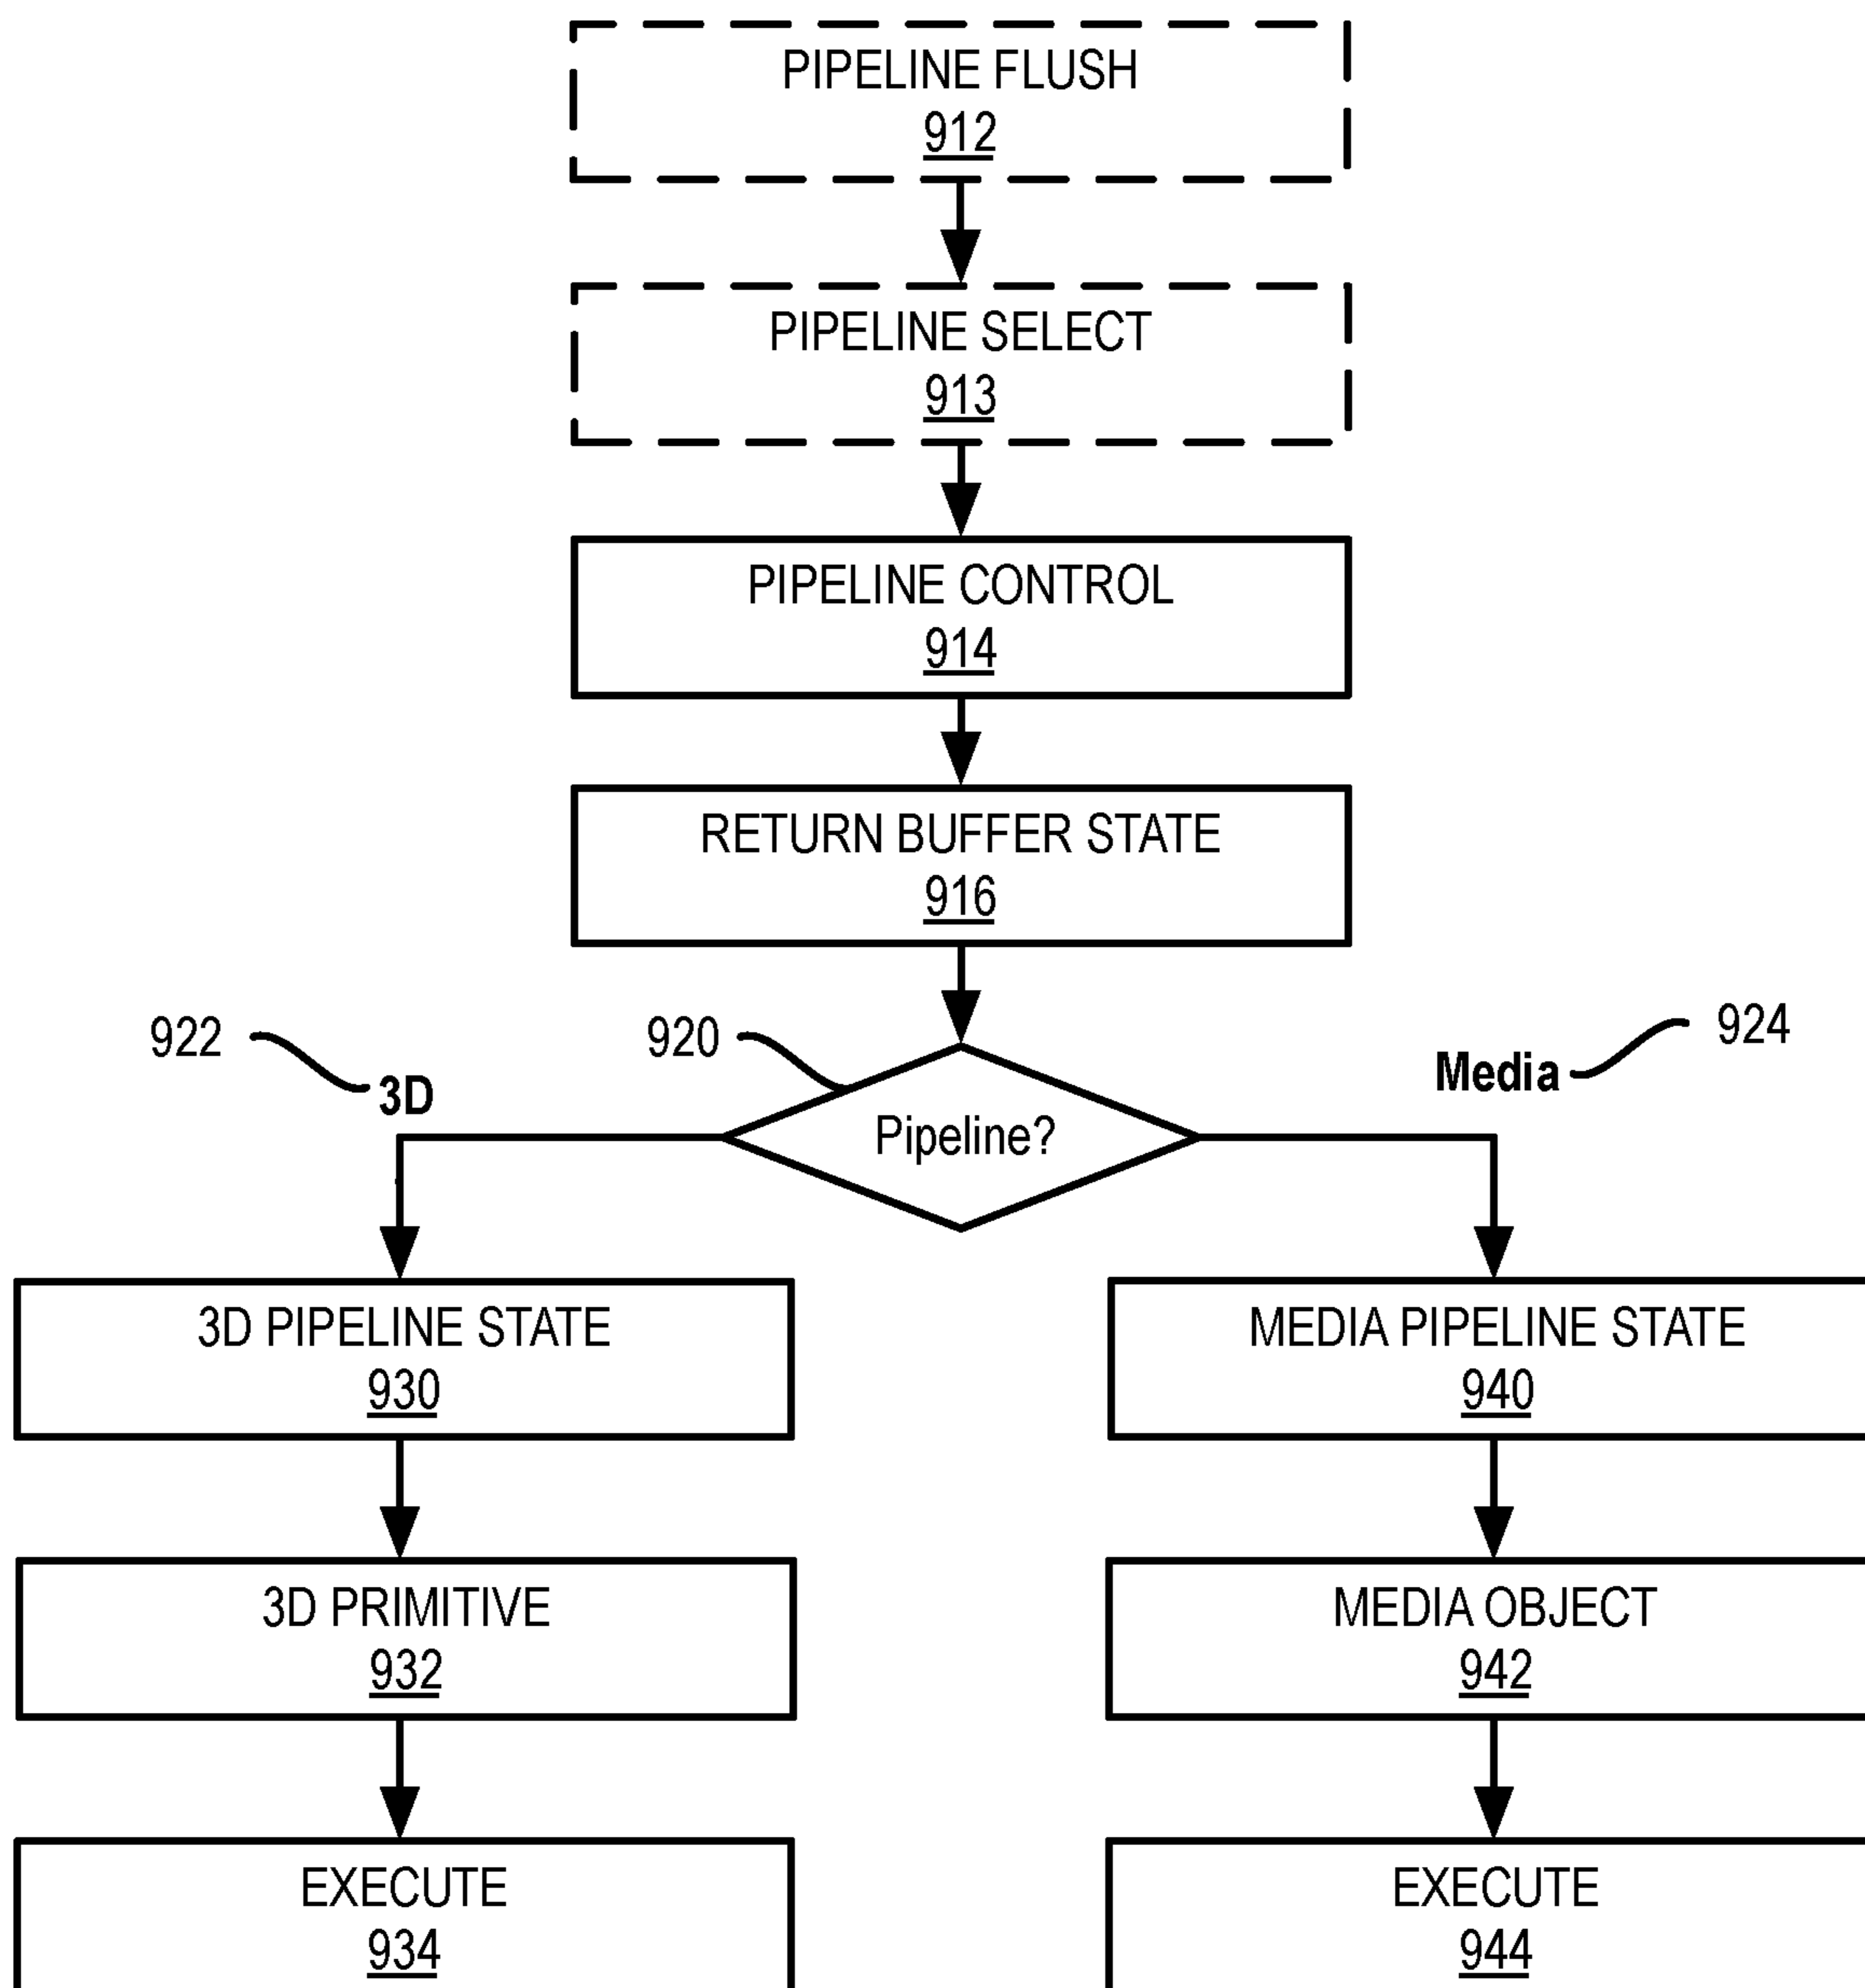 PIPELINE FLUSH
912
PIPELINE SELECT
913
PIPELINE CONTROL
914
RETURN BUFFER STATE
916
922
3D
920
Pipeline?
Media
924
3D PIPELINE STATE
930
MEDIA PIPELINE STATE
940
3D PRIMITIVE
932
MEDIA OBJECT
942
EXECUTE
934
EXECUTE
944